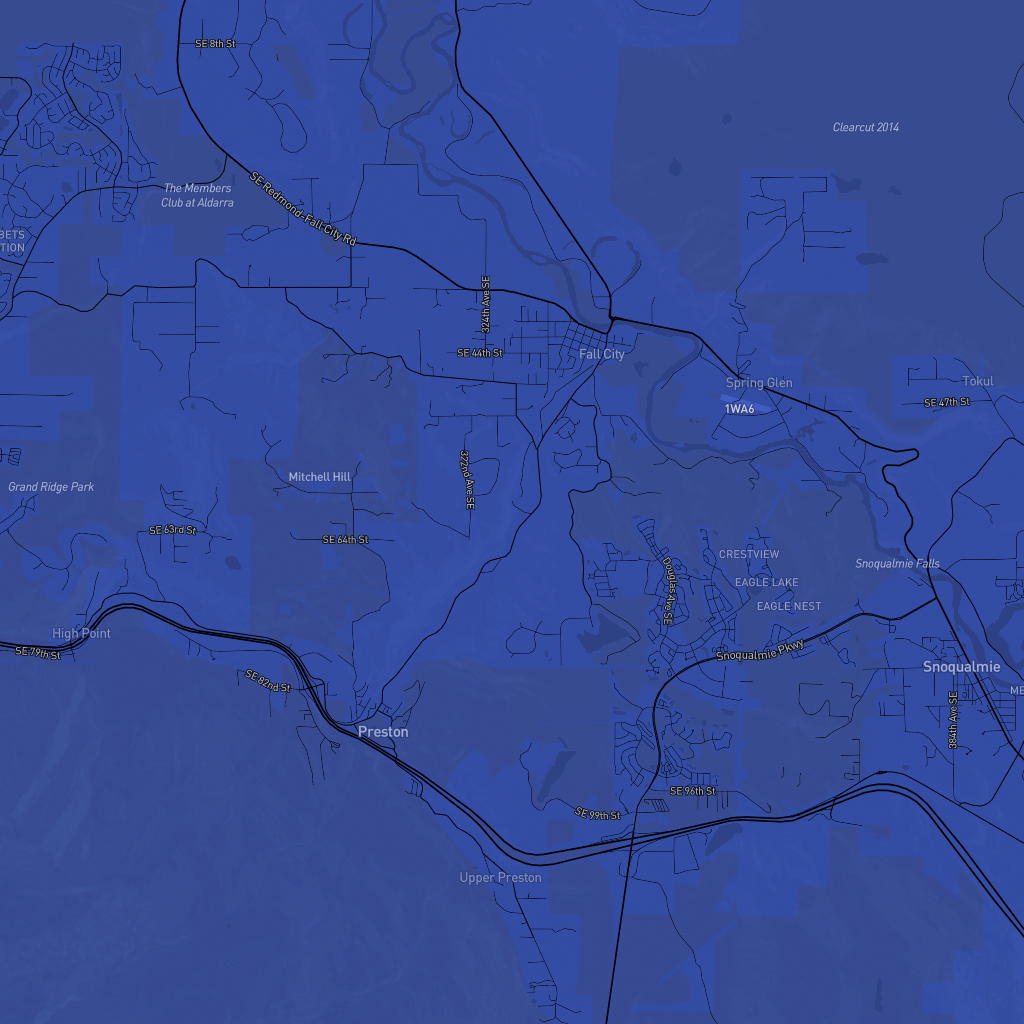 SE 8th St
Clearcut 2014
The Members
Club at Aldarra
SE Redmond-Fall City Rd
BETS
TION
324th Ave SE
SE 44th St
Fall City
Spring Glen
Tokul
1WA6
SE 47th St
322nd Ave SE
Mitchell Hill
Grand Ridge Park
SE 63rd St
SE 64th St
CRESTVIEW
Snoqualmie Falls
Douglas Ave SE
EAGLE LAKE
EAGLE NEST
High Point
SE 79th St
Snoqualmie Pkwy
Snoqualmie
SE 82nd St
ME
384th Ave SE
Preston
SE 96th St
SE 99th St
Upper Preston